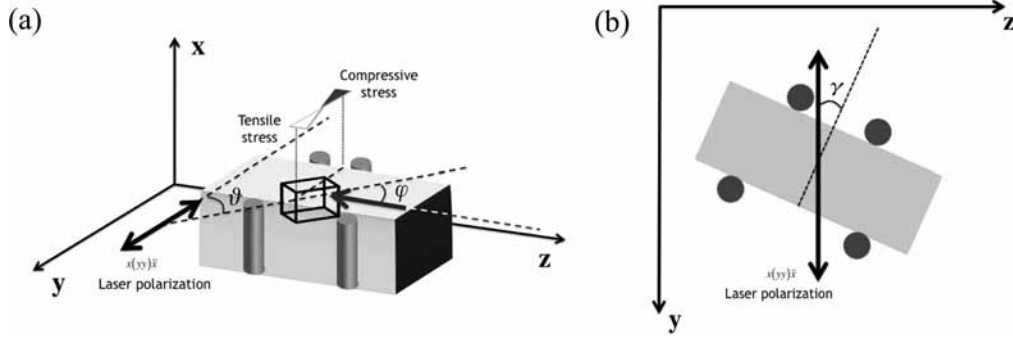 (a)
x
Compressive
stress
Tensile
stress
ϑ
φ
y
z
x(yy)x̄
Laser polarization
(b)
z
γ
x(yy)x̄
Laser polarization
y